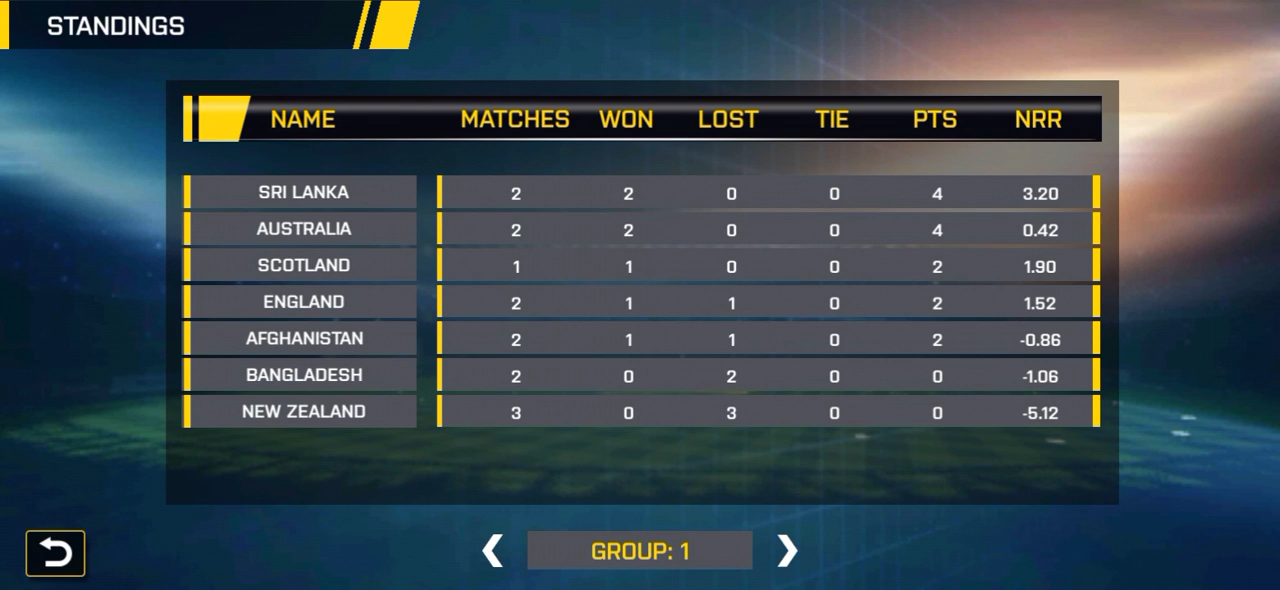 STANDINGS
NAME MATCHES WON LOST TIE PTS NRR
SRI LANKA 2 2 0 0 4 3.20
AUSTRALIA 2 2 0 0 4 0.42
SCOTLAND 1 1 0 0 2 1.90
ENGLAND 2 1 1 0 2 1.52
AFGHANISTAN 2 1 1 0 2 -0.86
BANGLADESH 2 0 2 0 0 -1.06
NEW ZEALAND 3 0 3 0 0 -5.12
GROUP: 1